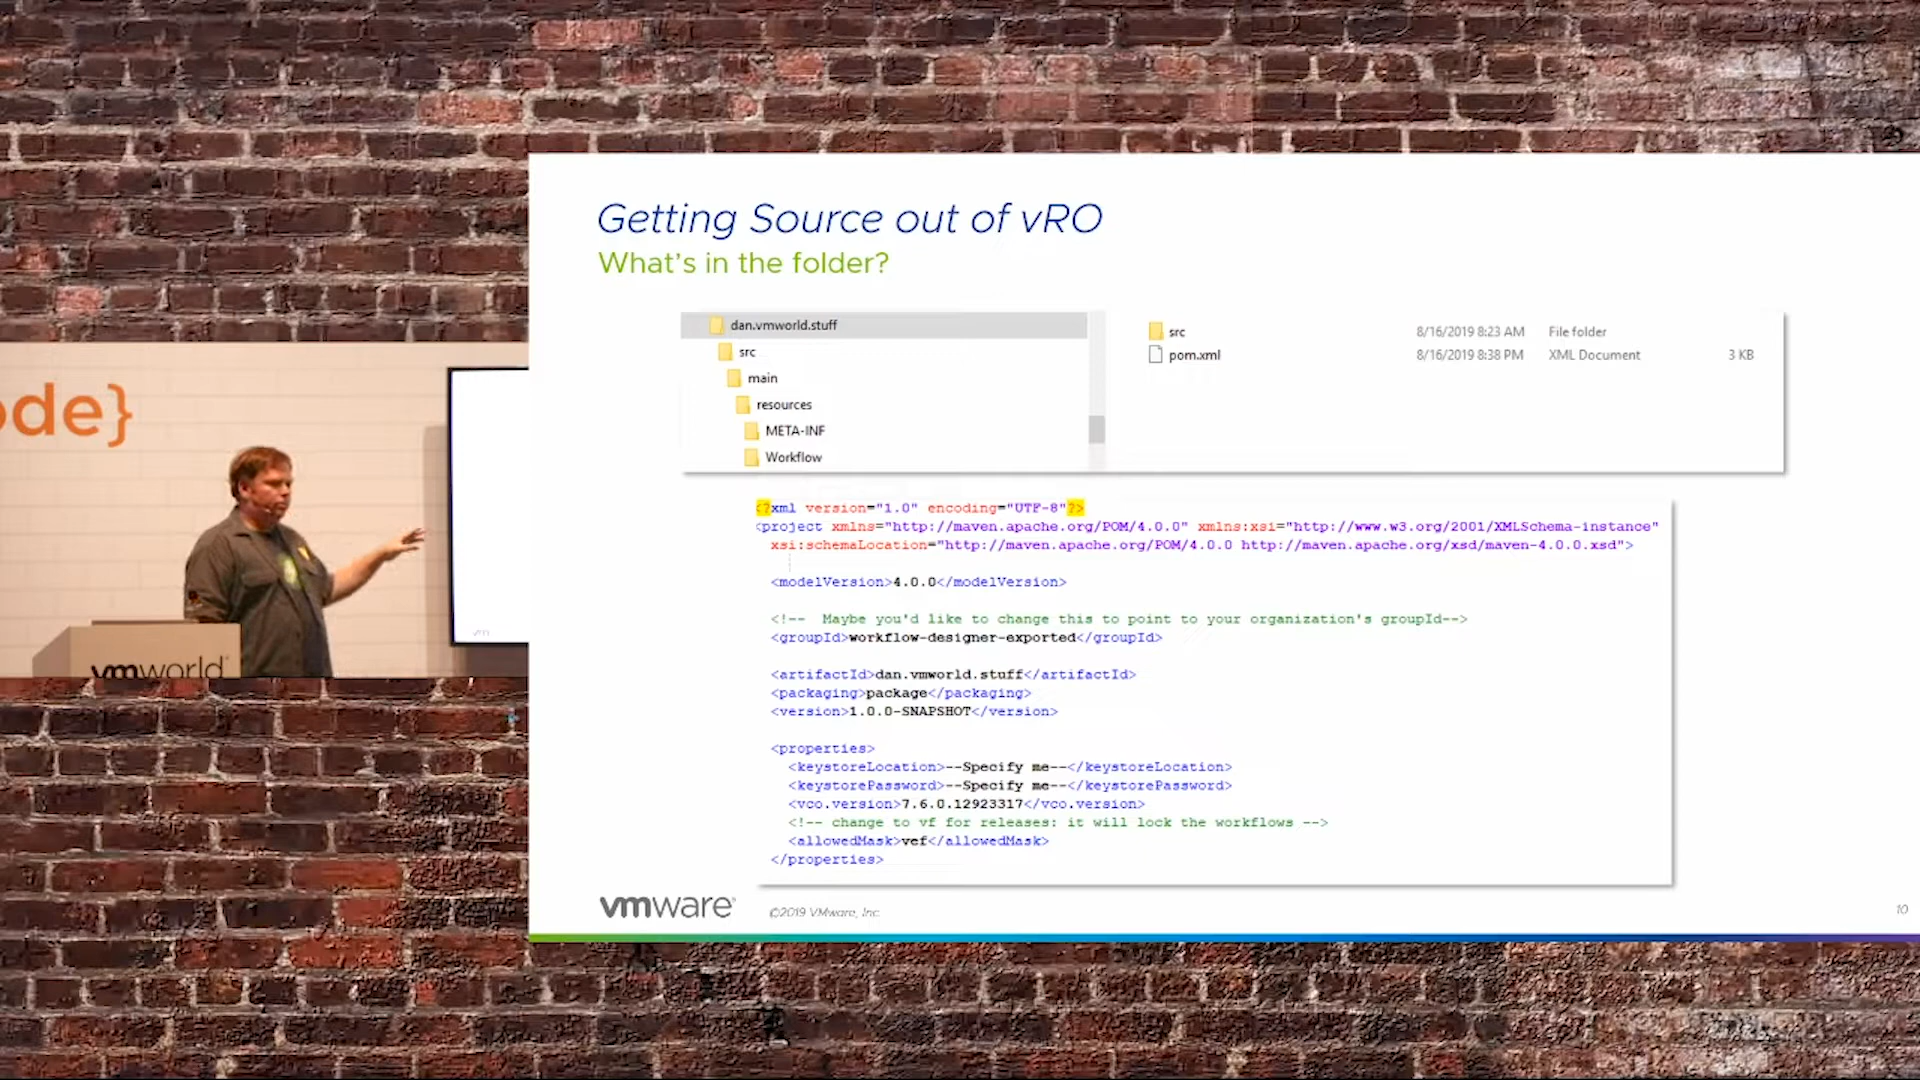 Getting Source out of vRO
What's in the folder?
dan.vmworld.stuff
src
main
resources
META-INF
Workflow
src 8/16/2019 8:23 AM File folder
pom.xml 8/16/2019 8:38 PM XML Document 3 KB
<?xml version="1.0" encoding="UTF-8"?>
<project xmlns="http://maven.apache.org/POM/4.0.0" xmlns:xsi="http://www.w3.org/2001/XMLSchema-instance"
xsi:schemaLocation="http://maven.apache.org/POM/4.0.0 http://maven.apache.org/xsd/maven-4.0.0.xsd">
<modelVersion>4.0.0</modelVersion>
<!-- Maybe you'd like to change this to point to your organization's groupId-->
<groupId>workflow-designer-exported</groupId>
<artifactId>dan.vmworld.stuff</artifactId>
<packaging>package</packaging>
<version>1.0.0-SNAPSHOT</version>
<properties>
<keystoreLocation>--Specify me--</keystoreLocation>
<keystorePassword>--Specify me--</keystorePassword>
<vco.version>7.6.0.12923317</vco.version>
<!-- change to vf for releases: it will lock the workflows -->
<allowedMask>vef</allowedMask>
</properties>
vmware
©2019 VMware, Inc.
10
ode}
vmworld
vm